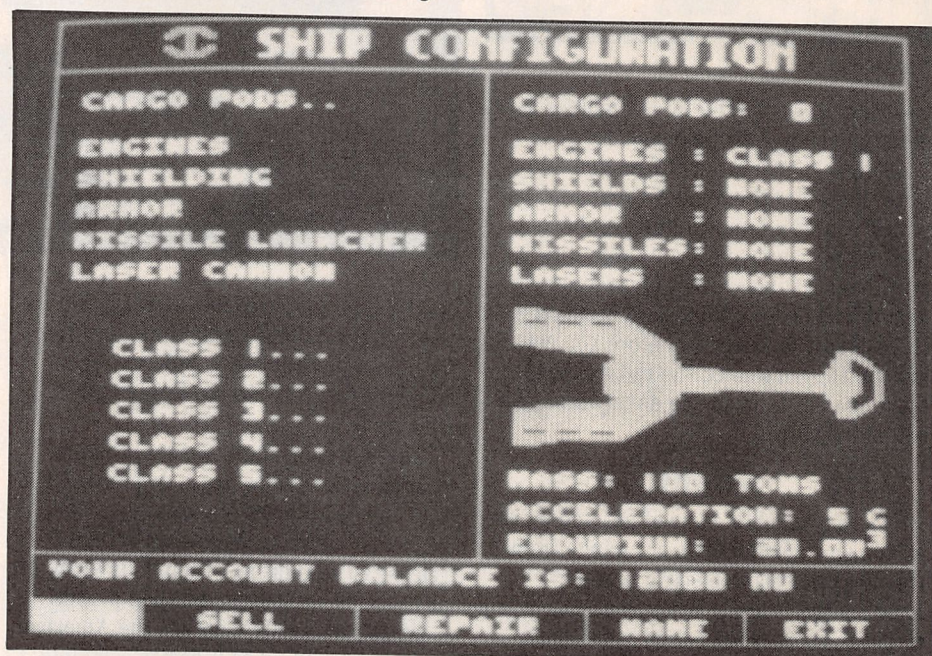 SHIP CONFIGURATION
CARGO PODS..
ENGINES
SHIELDING
ARMOR
MISSILE LAUNCHER
LASER CANNON
CLASS 1...
CLASS 2...
CLASS 3...
CLASS 4...
CLASS 5...
CARGO PODS: 0
ENGINES : CLASS 1
SHIELDS : NONE
ARMOR : NONE
MISSILES: NONE
LASERS : NONE
MASS: 100 TONS
ACCELERATION: 5 G
ENDURIUM: 20.0M³
YOUR ACCOUNT BALANCE IS: 12000 MU
SELL REPAIR NAME EXIT